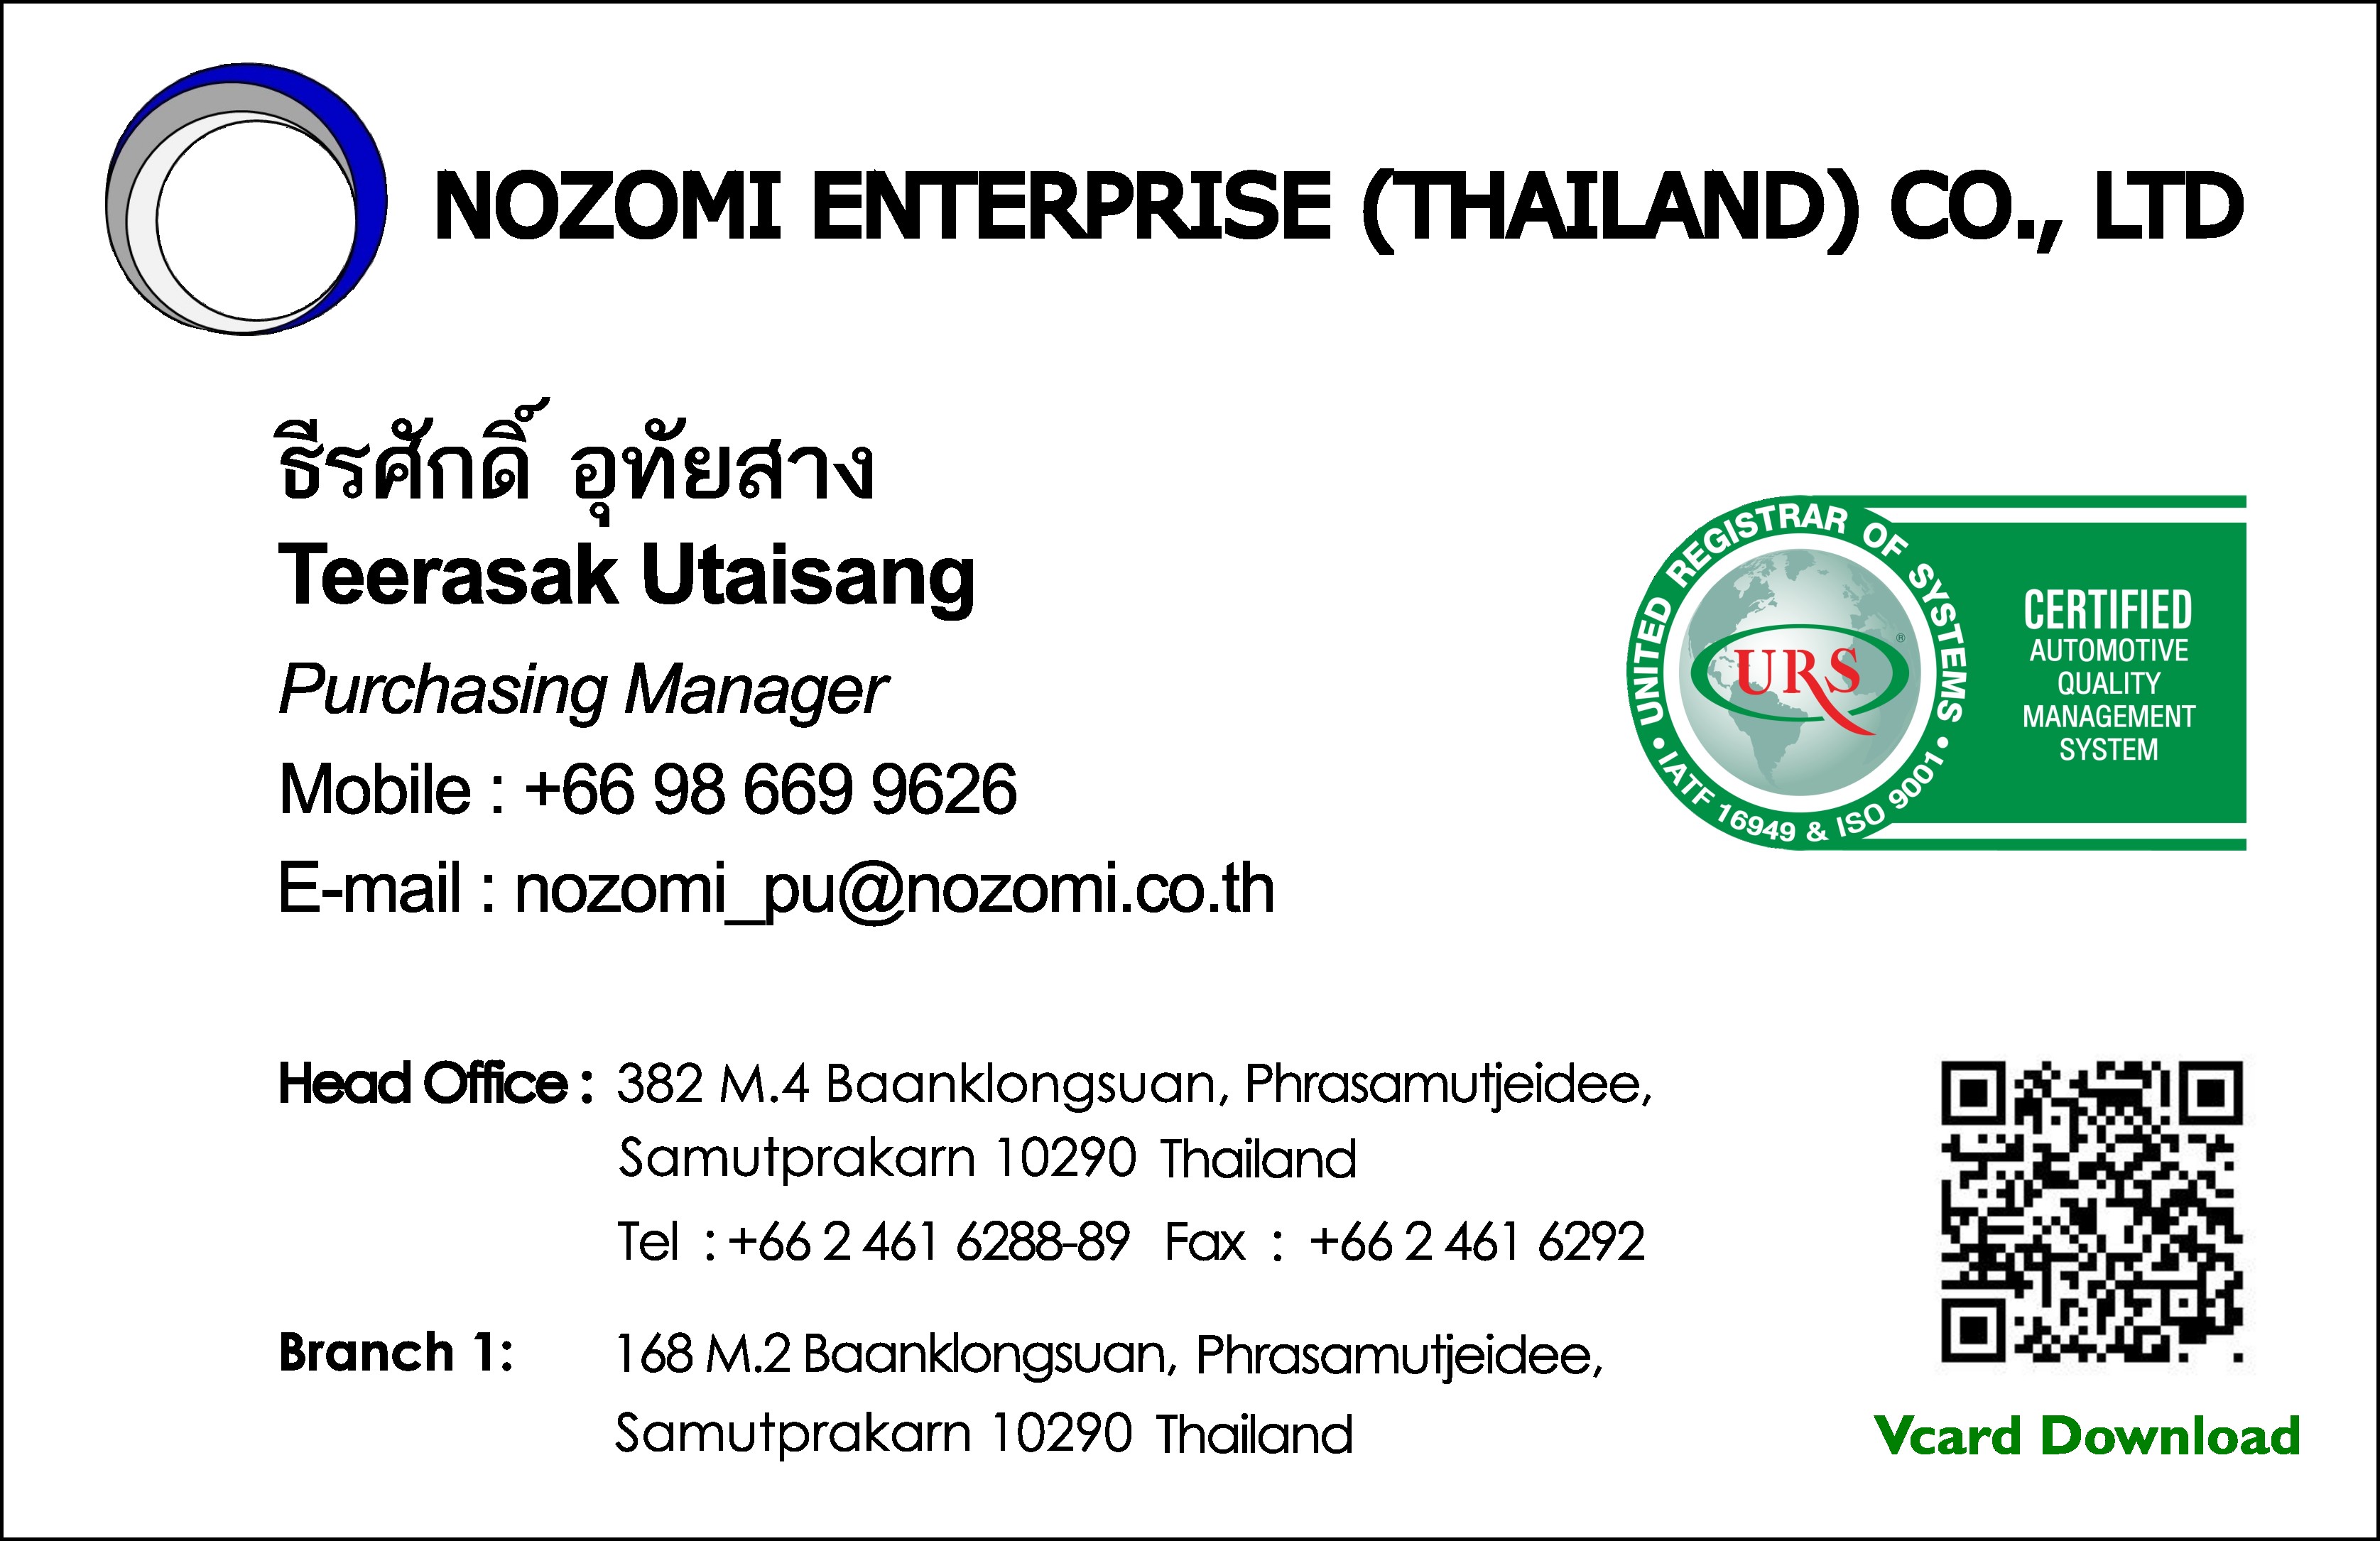 NOZOMI ENTERPRISE (THAILAND) CO., LTD
ธีรศักดิ์ อุทัยสาง
Teerasak Utaisang
Purchasing Manager
Mobile : +66 98 669 9626
E-mail : nozomi_pu@nozomi.co.th
UNITED REGISTRAR OF SYSTEMS
• IATF 16949 & ISO 9001 •
URS ®
CERTIFIED
AUTOMOTIVE
QUALITY
MANAGEMENT
SYSTEM
Head Office : 382 M.4 Baanklongsuan, Phrasamutjeidee,
Samutprakarn 10290 Thailand
Tel : +66 2 461 6288-89 Fax : +66 2 461 6292
Branch 1: 168 M.2 Baanklongsuan, Phrasamutjeidee,
Samutprakarn 10290 Thailand
Vcard Download